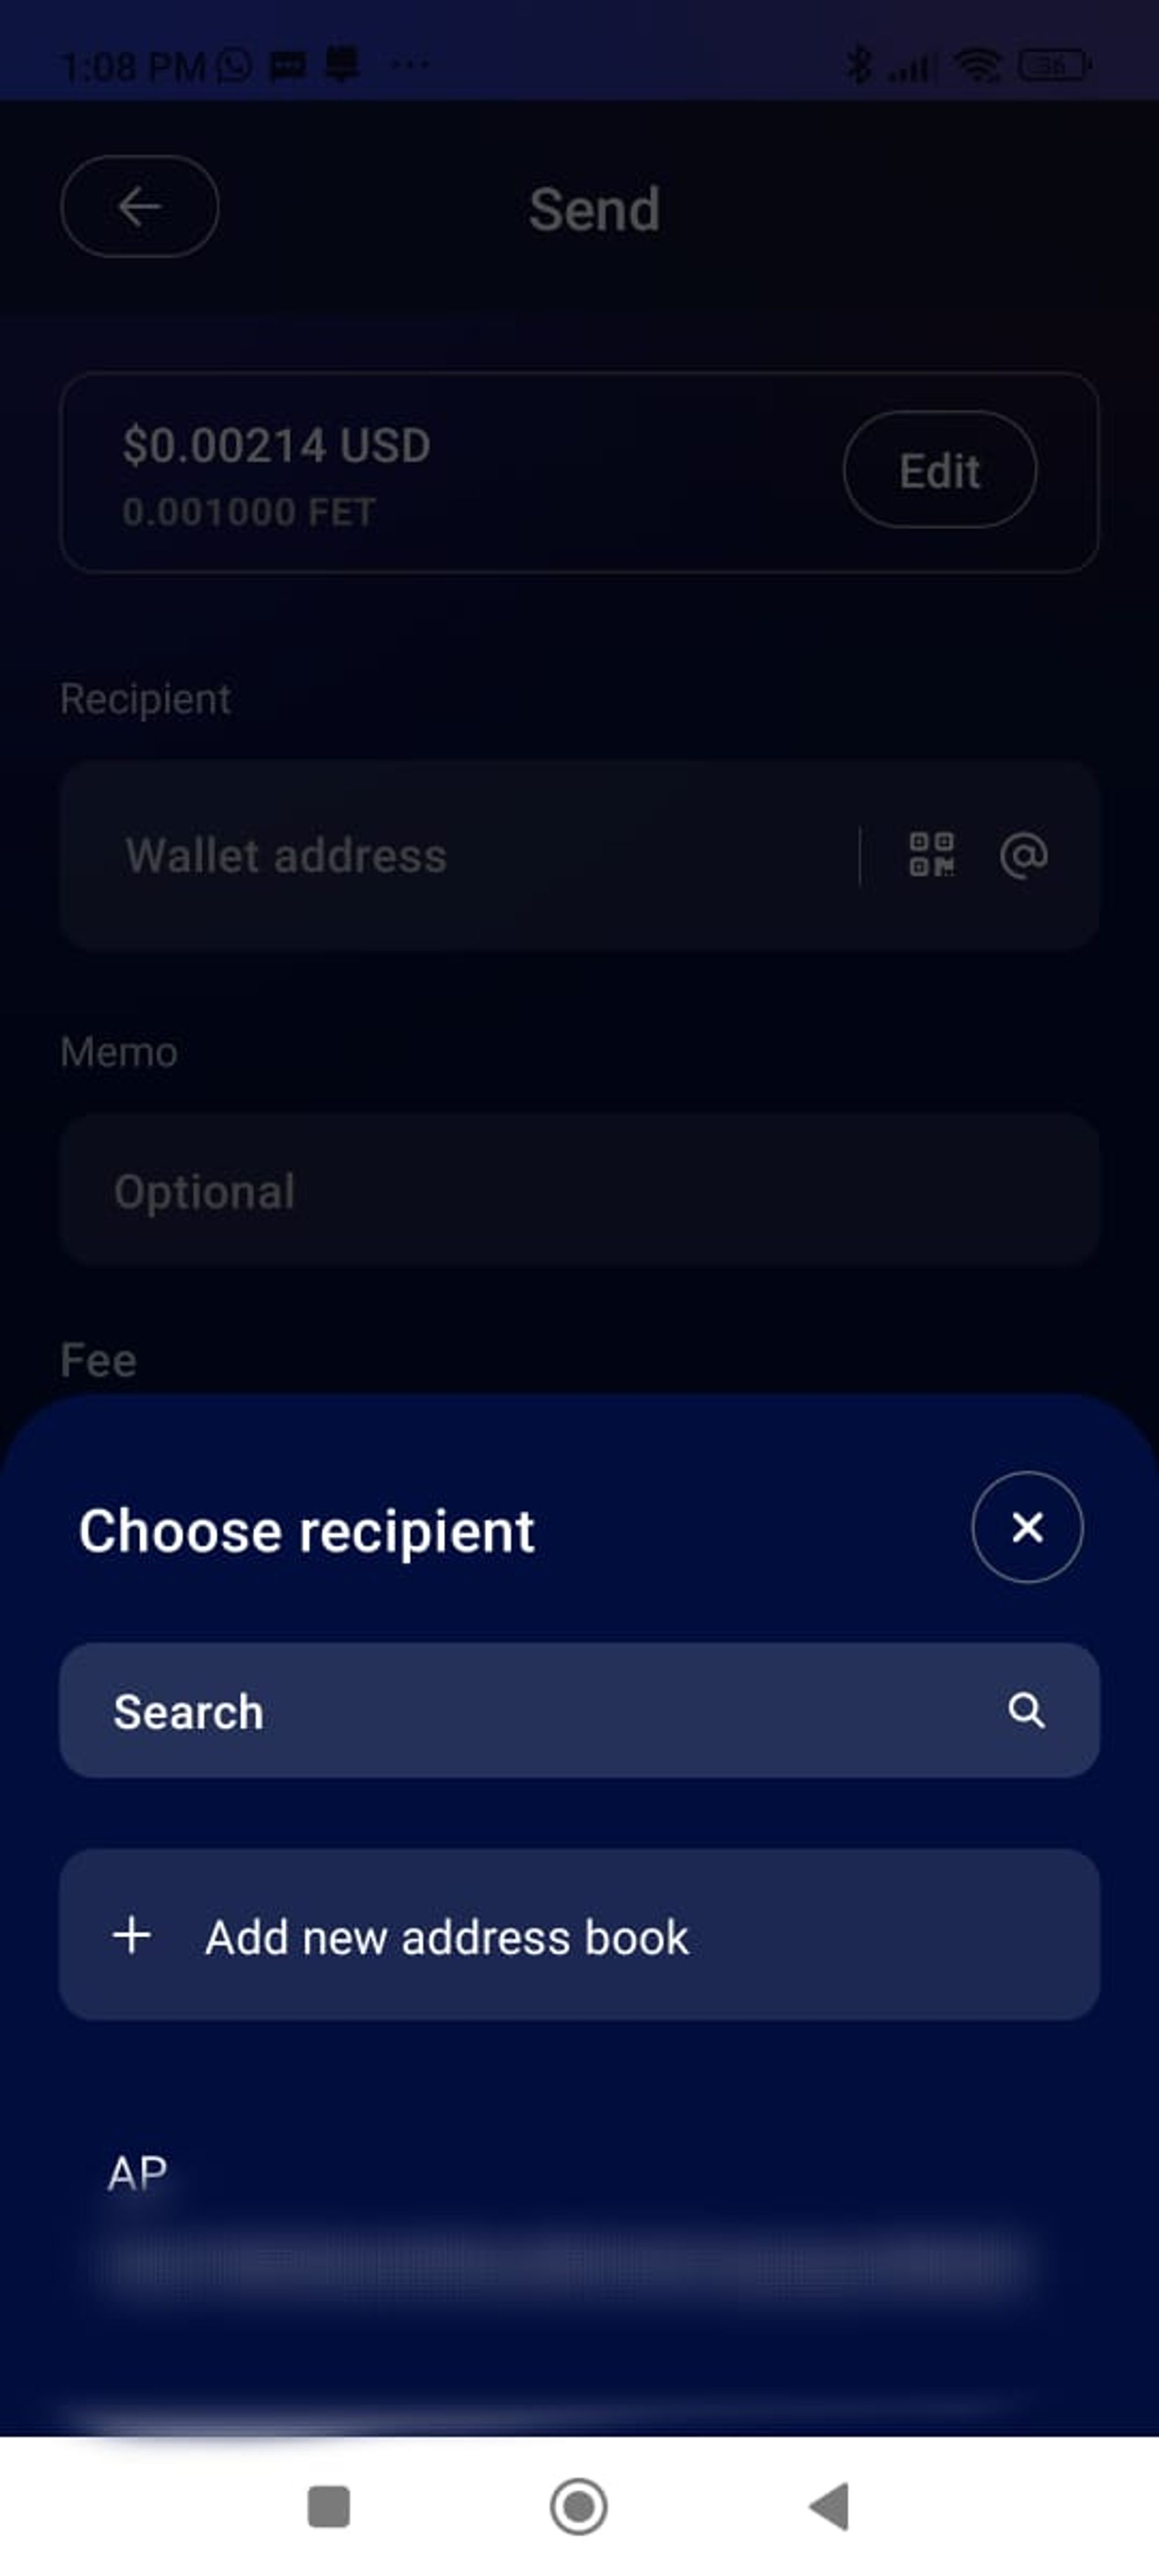 1:08 PM
36
Send
$0.00214 USD
0.001000 FET
Edit
Recipient
Wallet address
Memo
Optional
Fee
Choose recipient
Search
Add new address book
AP